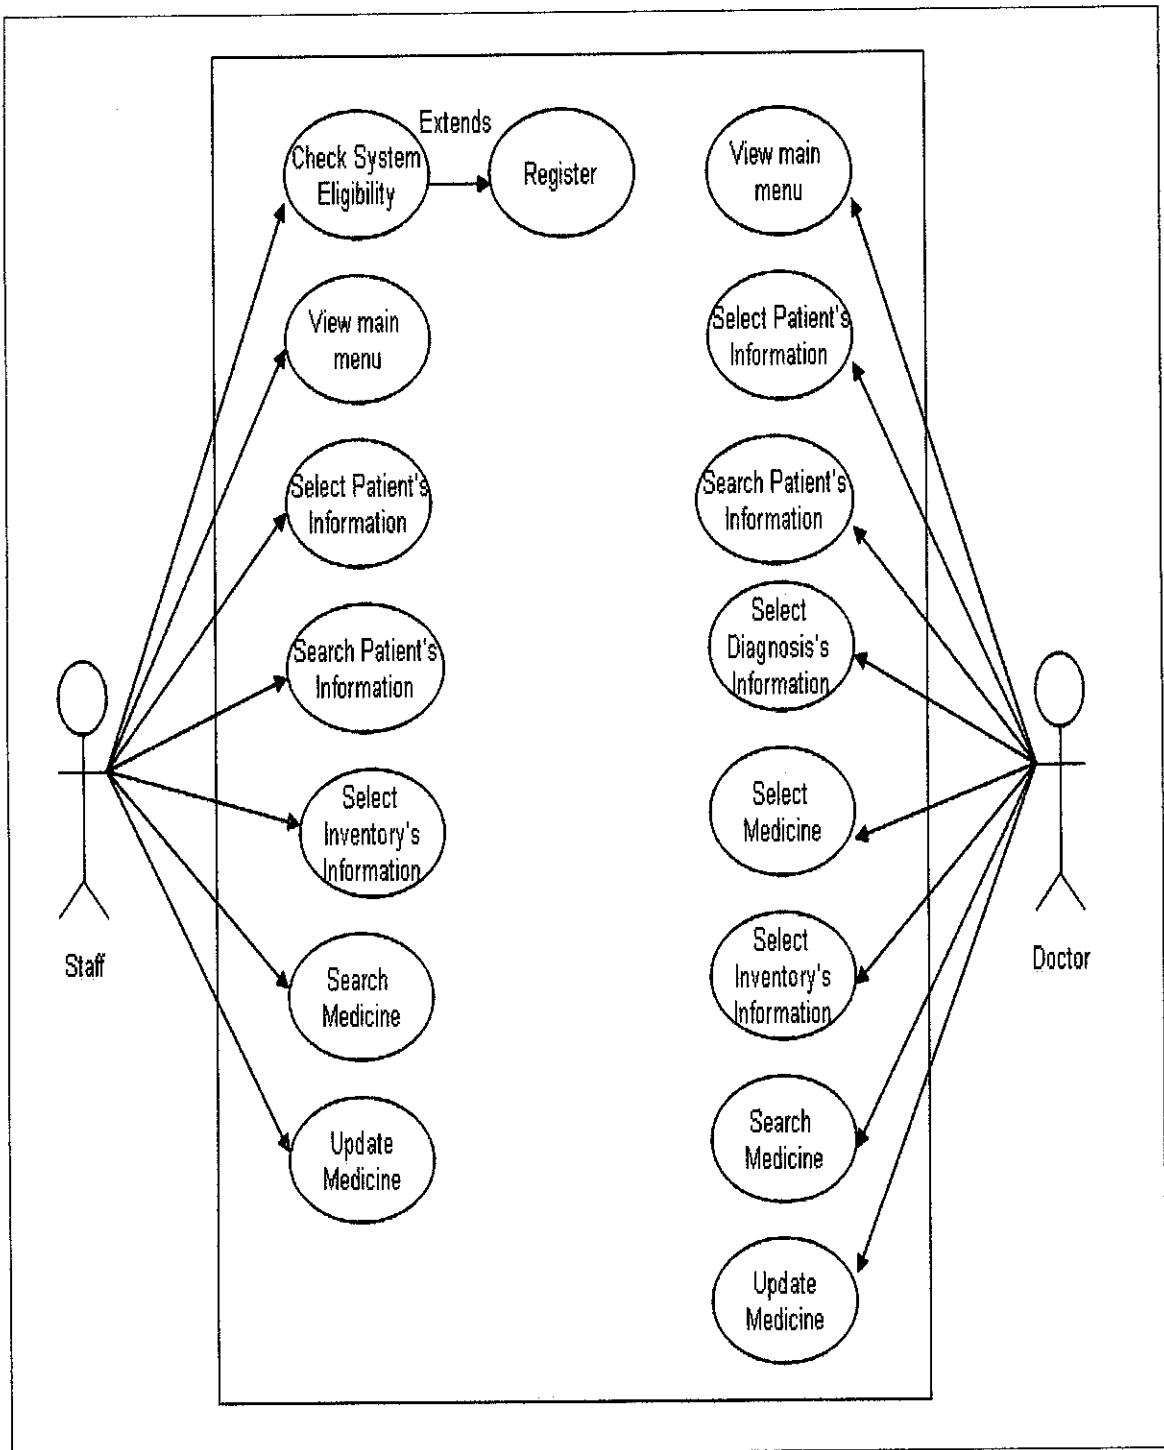 Extends
Check System
Eligibility
Register
View main
menu
View main
menu
Select Patient's
Information
Select Patient's
Information
Search Patient's
Information
Search Patient's
Information
Select
Diagnosis's
Information
Select
Inventory's
Information
Select
Medicine
Staff
Search
Medicine
Select
Inventory's
Information
Doctor
Update
Medicine
Search
Medicine
Update
Medicine